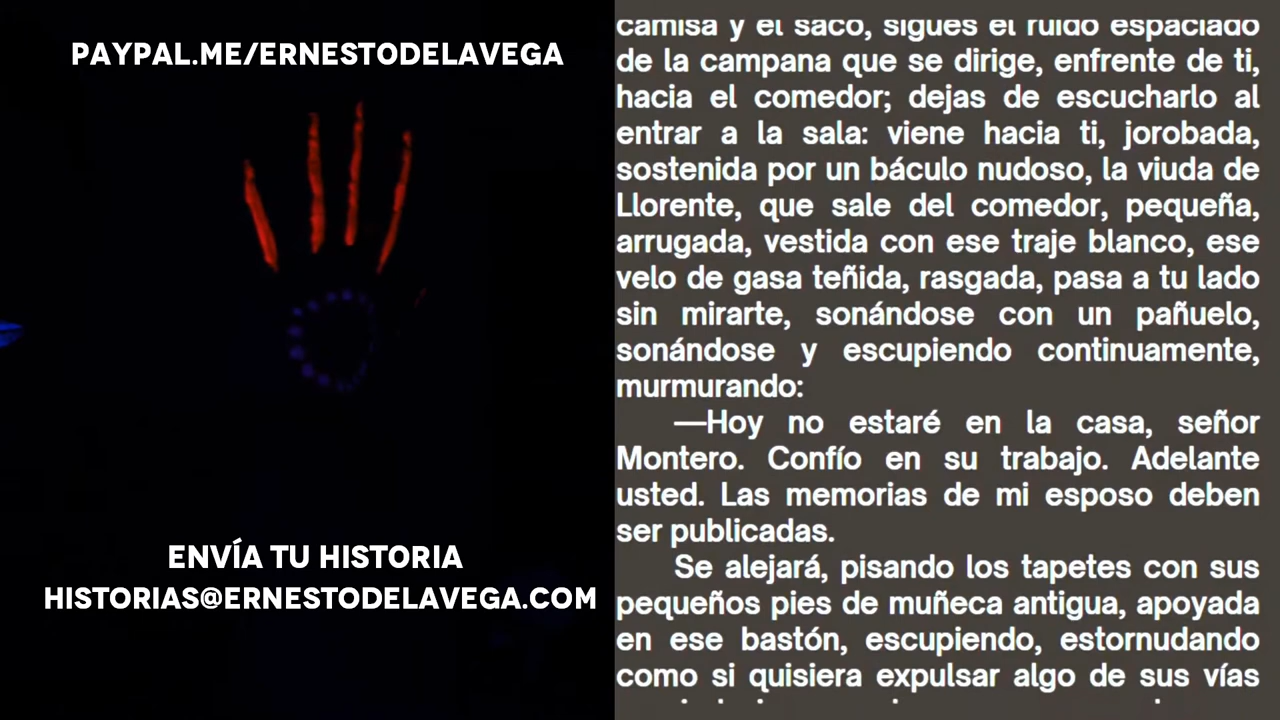 PAYPAL.ME/ERNESTODELAVEGA
ENVÍA TU HISTORIA
HISTORIAS@ERNESTODELAVEGA.COM
camisa y el saco, sigues el ruido espaciado
de la campana que se dirige, enfrente de ti,
hacia el comedor; dejas de escucharlo al
entrar a la sala: viene hacia ti, jorobada,
sostenida por un báculo nudoso, la viuda de
Llorente, que sale del comedor, pequeña,
arrugada, vestida con ese traje blanco, ese
velo de gasa teñida, rasgada, pasa a tu lado
sin mirarte, sonándose con un pañuelo,
sonándose y escupiendo continuamente,
murmurando:
—Hoy no estaré en la casa, señor
Montero. Confío en su trabajo. Adelante
usted. Las memorias de mi esposo deben
ser publicadas.
Se alejará, pisando los tapetes con sus
pequeños pies de muñeca antigua, apoyada
en ese bastón, escupiendo, estornudando
como si quisiera expulsar algo de sus vías